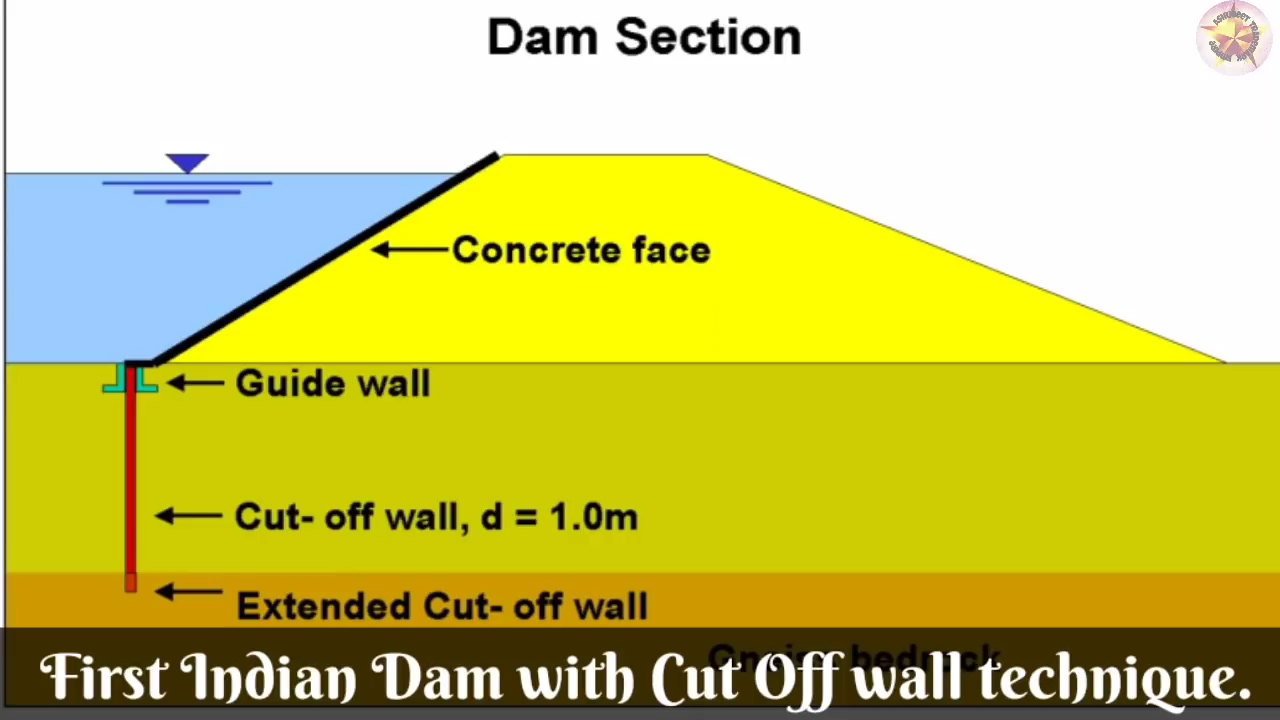 Dam Section
Concrete face
Guide wall
Cut- off wall, d = 1.0m
Extended Cut- off wall
First Indian Dam with Cut Off wall technique.